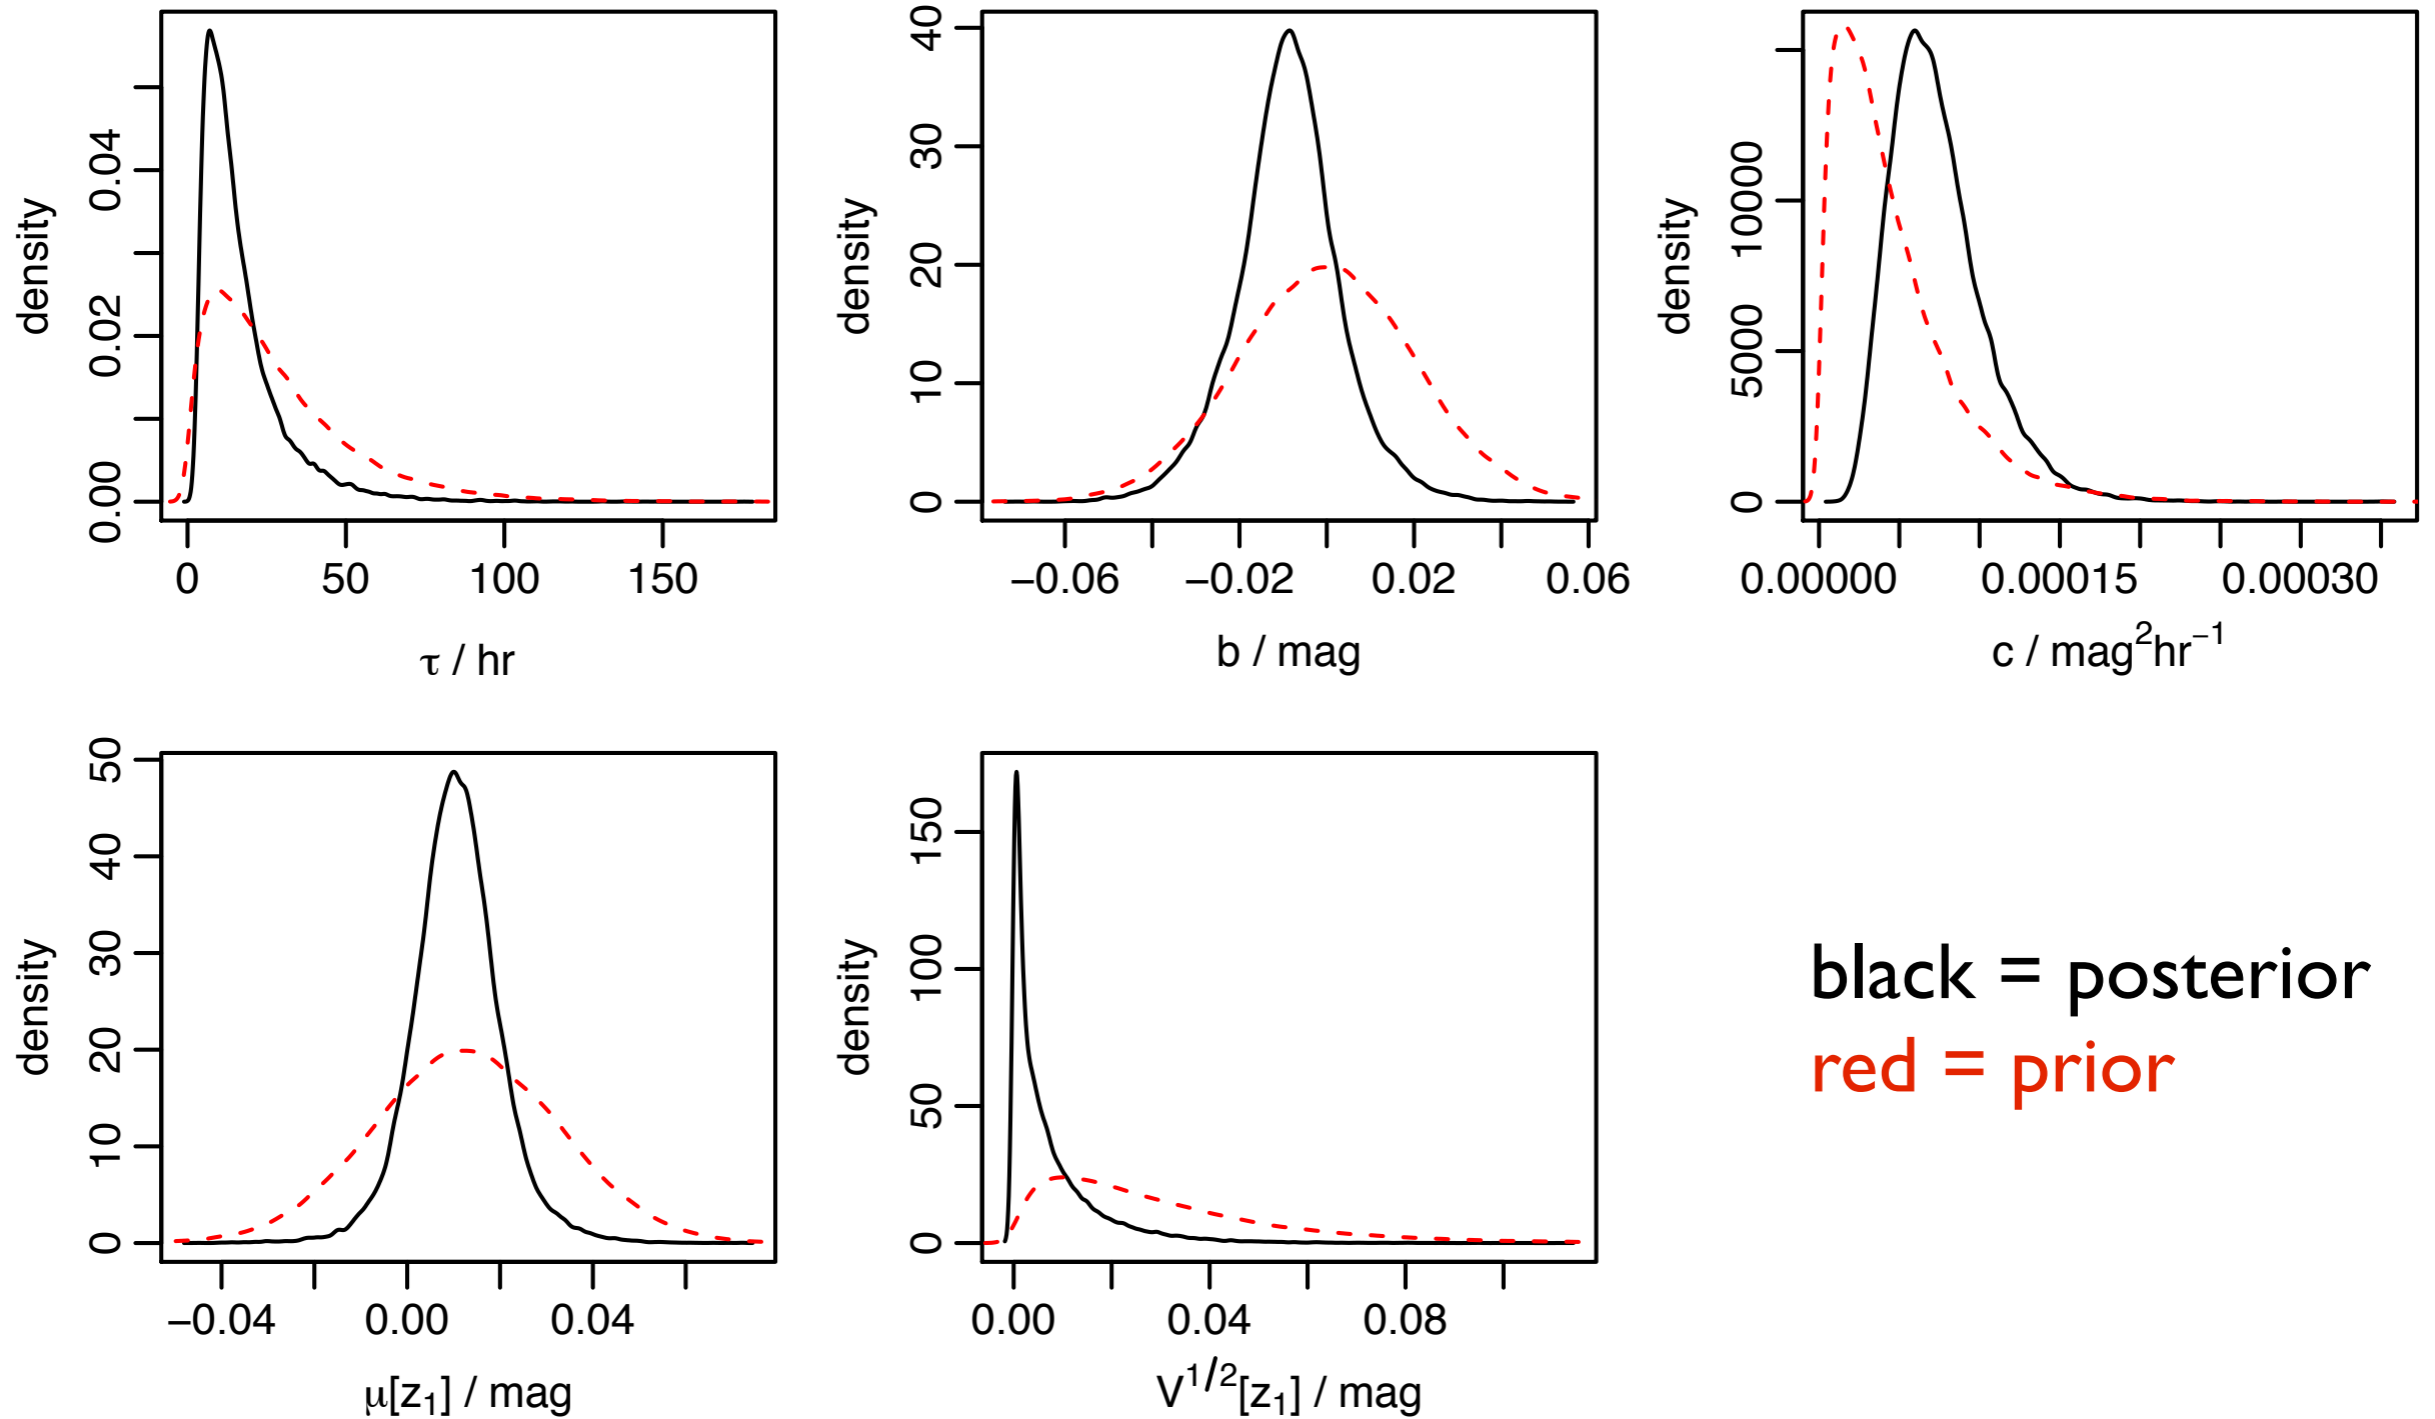 density
0.00 0.02 0.04
0 50 100 150
τ / hr
density
0 10 20 30 40
−0.06 −0.02 0.02 0.06
b / mag
density
0 5000 10000
0.00000 0.00015 0.00030
c / mag²hr⁻¹
density
0 10 20 30 40 50
−0.04 0.00 0.04
μ[z₁] / mag
density
0 50 100 150
0.00 0.04 0.08
V¹/²[z₁] / mag
black = posterior
red = prior